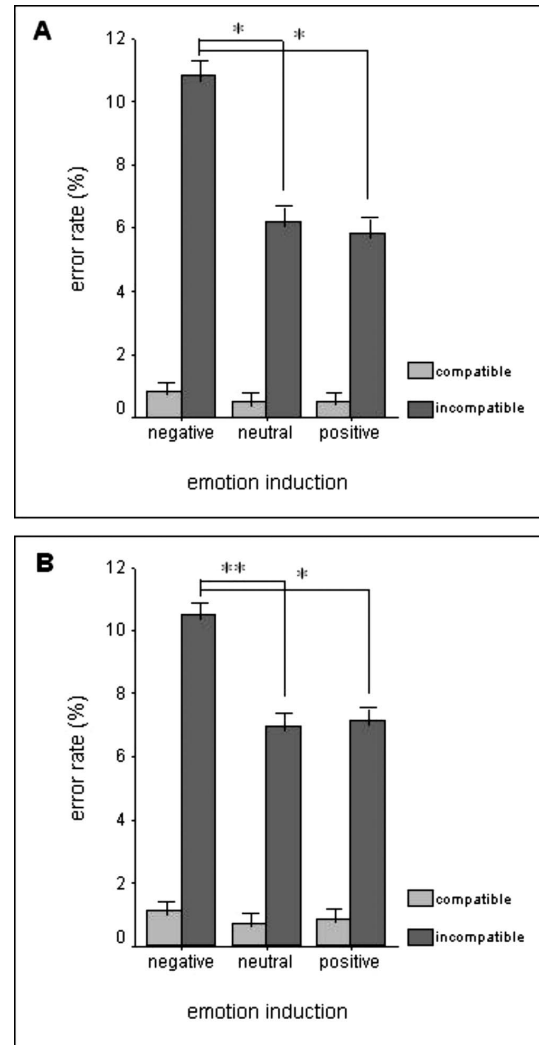 A
12
10
8
6
4
2
0
error rate (%)
* *
negative neutral positive
emotion induction
compatible
incompatible
B
12
10
8
6
4
2
0
error rate (%)
** *
negative neutral positive
emotion induction
compatible
incompatible